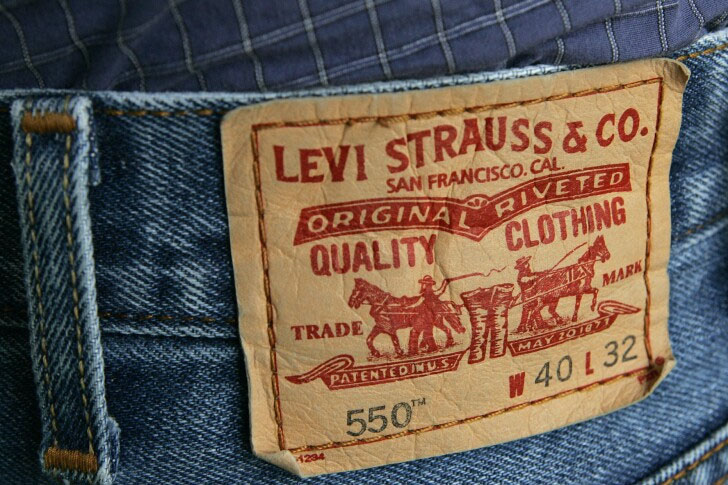 LEVI STRAUSS & CO.
SAN FRANCISCO, CAL.
ORIGINAL RIVETED
QUALITY CLOTHING
TRADE MARK
PATENTED IN U.S. MAY 20 1873
550™ W 40 L 32
1234